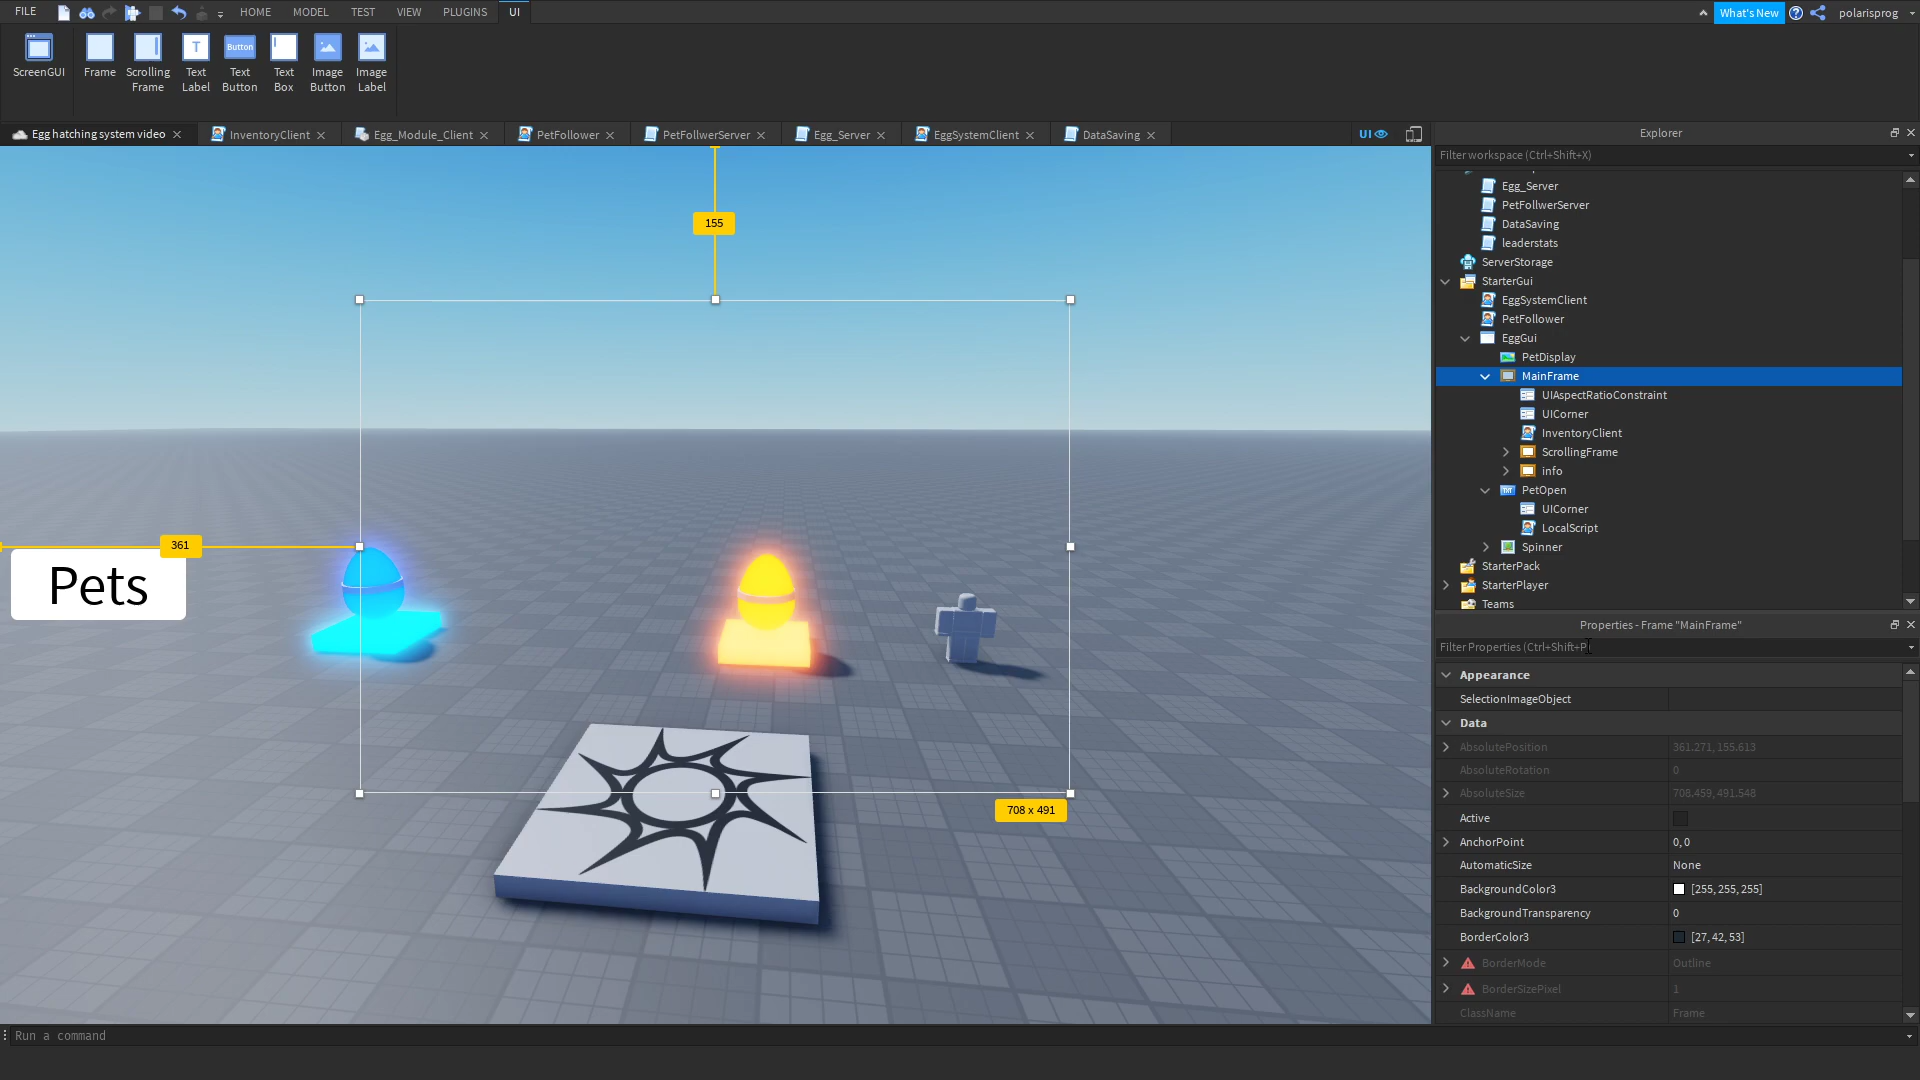 FILE
HOME
MODEL
TEST
VIEW
PLUGINS
UI
What's New
polarisprog
ScreenGUI
Frame
Scrolling
Frame
T
Text
Label
Button
Text
Button
Text
Box
Image
Button
Image
Label
Egg hatching system video
InventoryClient
Egg_Module_Client
PetFollower
PetFollwerServer
Egg_Server
EggSystemClient
DataSaving
UI
Explorer
Filter workspace (Ctrl+Shift+X)
Egg_Server
PetFollwerServer
DataSaving
leaderstats
ServerStorage
StarterGui
EggSystemClient
PetFollower
EggGui
PetDisplay
MainFrame
UIAspectRatioConstraint
UICorner
InventoryClient
ScrollingFrame
info
PetOpen
UICorner
LocalScript
Spinner
StarterPack
StarterPlayer
Teams
155
361
Pets
708 x 491
Properties - Frame "MainFrame"
Filter Properties (Ctrl+Shift+P)
Appearance
SelectionImageObject
Data
AbsolutePosition 361.271, 155.613
AbsoluteRotation 0
AbsoluteSize 708.459, 491.548
Active
AnchorPoint 0, 0
AutomaticSize None
BackgroundColor3 [255, 255, 255]
BackgroundTransparency 0
BorderColor3 [27, 42, 53]
BorderMode Outline
BorderSizePixel 1
ClassName Frame
Run a command